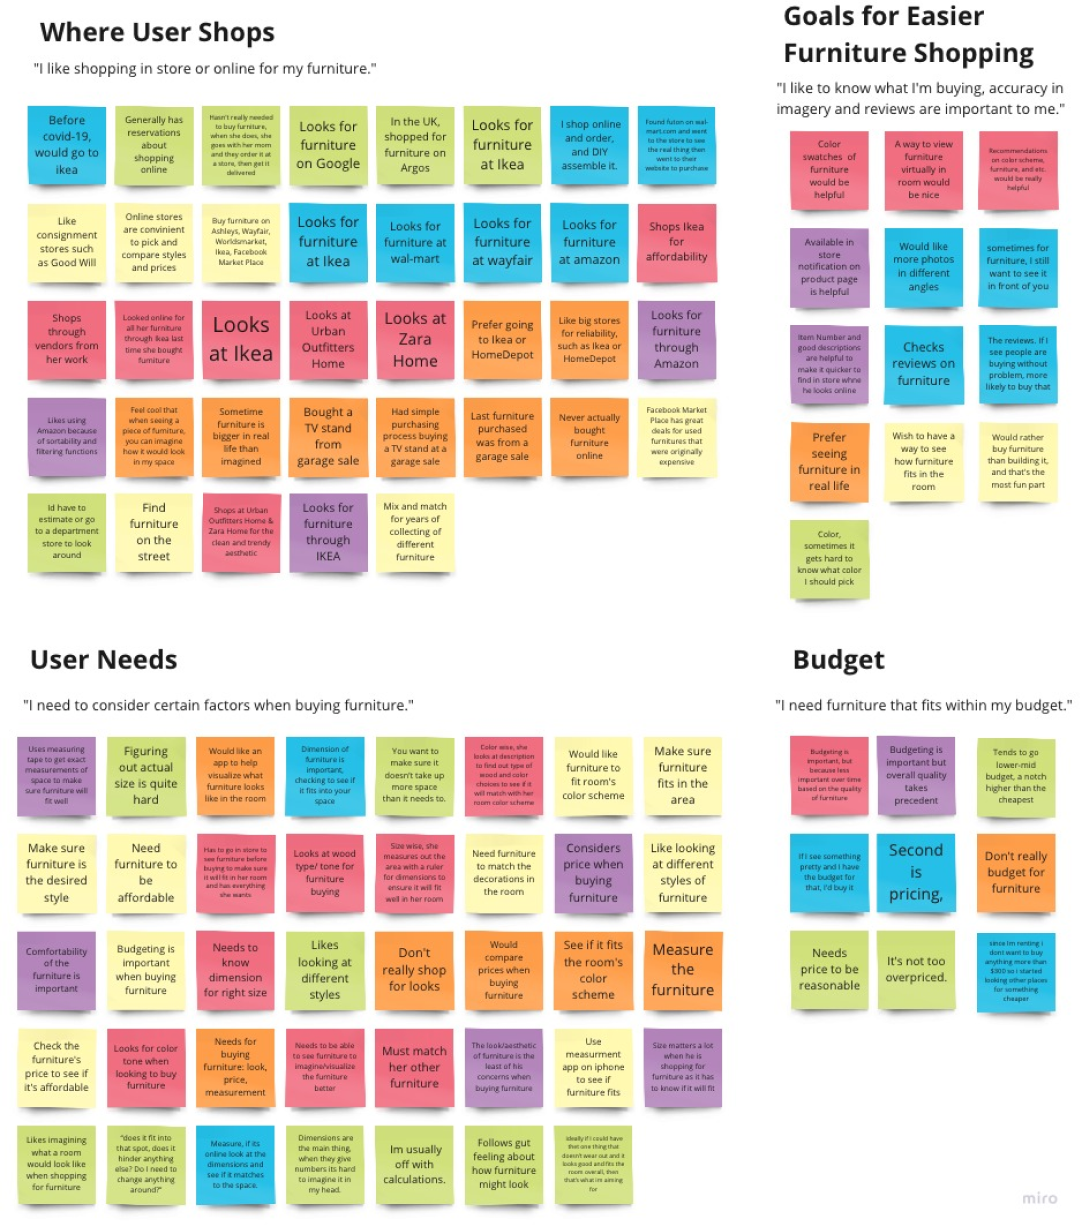 Where User Shops
"I like shopping in store or online for my furniture."
Before
covid-19,
would go to
ikea
Generally has
reservations
about
shopping
online
Hasn't really needed
to buy furniture,
when she does, she
goes with her mom
and they order it at
a store, then get it
delivered
Looks for
furniture
on Google
In the UK,
shopped for
furniture on
Argos
Looks for
furniture
at Ikea
I shop online
and order,
and DIY
assemble it.
Found futon on wal-
mart.com and went
to the store to see
the real thing then
went to their
website to purchase
Like
consignment
stores such
as Good Will
Online stores
are convinient
to pick and
compare styles
and prices
Buy furniture on
Ashleys, Wayfair,
Worldsmarket,
Ikea, Facebook
Market Place
Looks for
furniture
at Ikea
Looks for
furniture at
wal-mart
Looks for
furniture
at wayfair
Looks for
furniture
at amazon
Shops Ikea
for
affordability
Shops
through
vendors from
her work
Looked online for
all her furniture
through Ikea last
time she bought
furniture
Looks
at Ikea
Looks at
Urban
Outfitters
Home
Looks at
Zara
Home
Prefer going
to Ikea or
HomeDepot
Like big stores
for reliability,
such as Ikea or
HomeDepot
Looks for
furniture
through
Amazon
Likes using
Amazon because
of sortability and
filtering functions
Feel cool that
when seeing a
piece of furniture,
you can imagine
how it would look
in my space
Sometime
furniture is
bigger in real
life than
imagined
Bought a
TV stand
from
garage sale
Had simple
purchasing
process buying
a TV stand at a
garage sale
Last furniture
purchased
was from a
garage sale
Never actually
bought
furniture
online
Facebook Market
Place has great
deals for used
furnitures that
were originally
expensive
Id have to
estimate or go
to a department
store to look
around
Find
furniture
on the
street
Shops at Urban
Outfitters Home &
Zara Home for the
clean and trendy
aesthetic
Looks for
furniture
through
IKEA
Mix and match
for years of
collecting of
different
furniture
Goals for Easier
Furniture Shopping
"I like to know what I'm buying, accuracy in
imagery and reviews are important to me."
Color
swatches of
furniture
would be
helpful
A way to view
furniture
virtually in
room would
be nice
Recommendations
on color scheme,
furniture, and etc.
would be really
helpful
Available in
store
notification on
product page
is helpful
Would like
more photos
in different
angles
sometimes for
furniture, I still
want to see it
in front of you
Item Number and
good descriptions
are helpful to
make it quicker to
find in store whne
he looks online
Checks
reviews on
furniture
The reviews. If I
see people are
buying without
problem, more
likely to buy that
Prefer
seeing
furniture in
real life
Wish to have a
way to see
how furniture
fits in the
room
Would rather
buy furniture
than building it,
and that's the
most fun part
Color,
sometimes it
gets hard to
know what color
I should pick
User Needs
"I need to consider certain factors when buying furniture."
Uses measuring
tape to get exact
measurements of
space to make
sure furniture will
fit well
Figuring
out actual
size is quite
hard
Would like an
app to help
visualize what
furniture looks
like in the room
Dimension of
furniture is
important,
checking to see if
it fits into your
space
You want to
make sure it
doesn't take up
more space
than it needs to.
Color wise, she
looks at description
to find out type of
wood and color
choices to see if it
will match with her
room color scheme
Would like
furniture to
fit room's
color scheme
Make sure
furniture
fits in the
area
Make sure
furniture is
the desired
style
Need
furniture to
be
affordable
Has to go in store to
see furniture before
buying to make sure
it will fit in her room
and has everything
she wants
Looks at wood
type/ tone for
furniture
buying
Size wise, she
measures out the
area with a ruler
for dimensions to
ensure it will fit
well in her room
Need furniture
to match the
decorations in
the room
Considers
price when
buying
furniture
Like looking
at different
styles of
furniture
Comfortability
of the
furniture is
important
Budgeting is
important
when buying
furniture
Needs to
know
dimension
for right size
Likes
looking at
different
styles
Don't
really shop
for looks
Would
compare
prices when
buying
furniture
See if it fits
the room's
color
scheme
Measure
the
furniture
Check the
furniture's
price to see if
it's affordable
Looks for color
tone when
looking to buy
furniture
Needs for
buying
furniture: look,
price,
measurement
Needs to be able
to see furniture to
imagine/visualize
the furniture
better
Must match
her other
furniture
The look/aesthetic
of furniture is the
least of his
concerns when
buying furniture
Use
measurment
app on iphone
to see if
furniture fits
Size matters a lot
when he is
shopping for
furniture as it has
to know if it will fit
Likes imagining
what a room
would look like
when shopping
for furniture
"does it fit into
that spot, does it
hinder anything
else? Do I need to
change anything
around?"
Measure, if its
online look at the
dimensions and
see if it matches
to the space.
Dimensions are
the main thing,
when they give
numbers its hard
to imagine it in
my head.
Im usually
off with
calculations.
Follows gut
feeling about
how furniture
might look
ideally if I could have
thet one thing that
doesn't wear out and it
looks good and fits the
room overall, then
that's what im aiming
for
Budget
"I need furniture that fits within my budget."
Budgeting is
important, but
becomes less
important over time
based on the quality
of furniture
Budgeting is
important but
overall quality
takes
precedent
Tends to go
lower-mid
budget, a notch
higher than the
cheapest
If I see something
pretty and i have
the budget for
that, I'd buy it
Second
is
pricing,
Don't really
budget for
furniture
Needs
price to be
reasonable
It's not too
overpriced.
since im renting i
dont want to buy
anything more than
$300 so i started
looking other places
for something
cheaper
miro